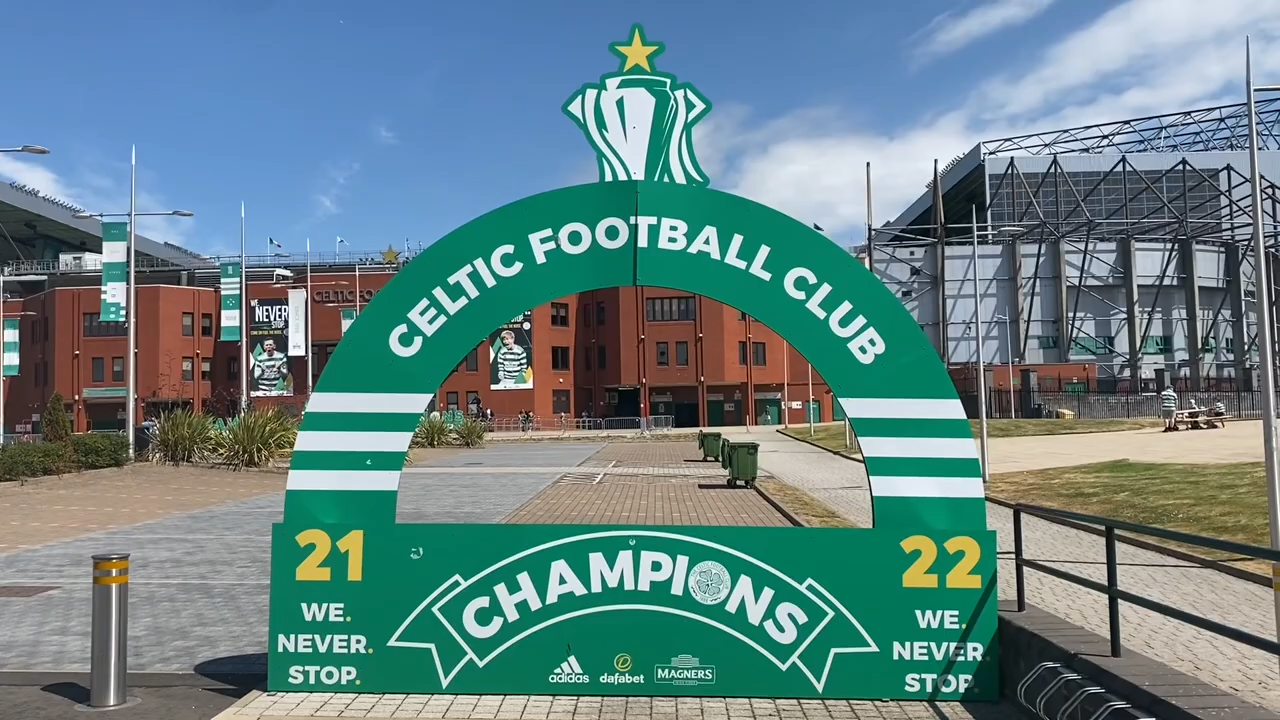 CELTIC FOOTBALL CLUB
CELTIC FO
WE
NEVER
STOP.
21
22
CHAMPIONS
WE.
NEVER.
STOP.
WE.
NEVER.
STOP.
adidas
dafabet
MAGNERS